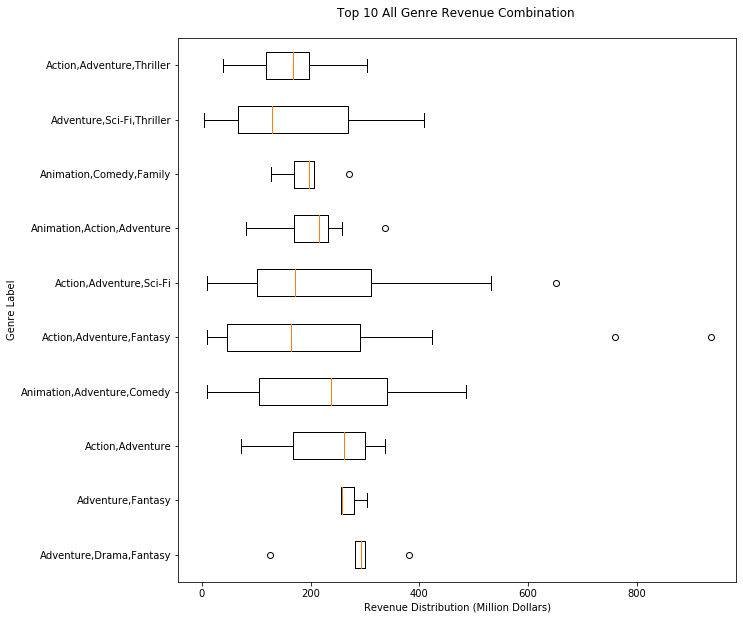 Top 10 All Genre Revenue Combination
Action,Adventure,Thriller
Adventure,Sci-Fi,Thriller
Animation,Comedy,Family
Animation,Action,Adventure
Action,Adventure,Sci-Fi
Action,Adventure,Fantasy
Animation,Adventure,Comedy
Action,Adventure
Adventure,Fantasy
Adventure,Drama,Fantasy
Genre Label
0 200 400 600 800
Revenue Distribution (Million Dollars)